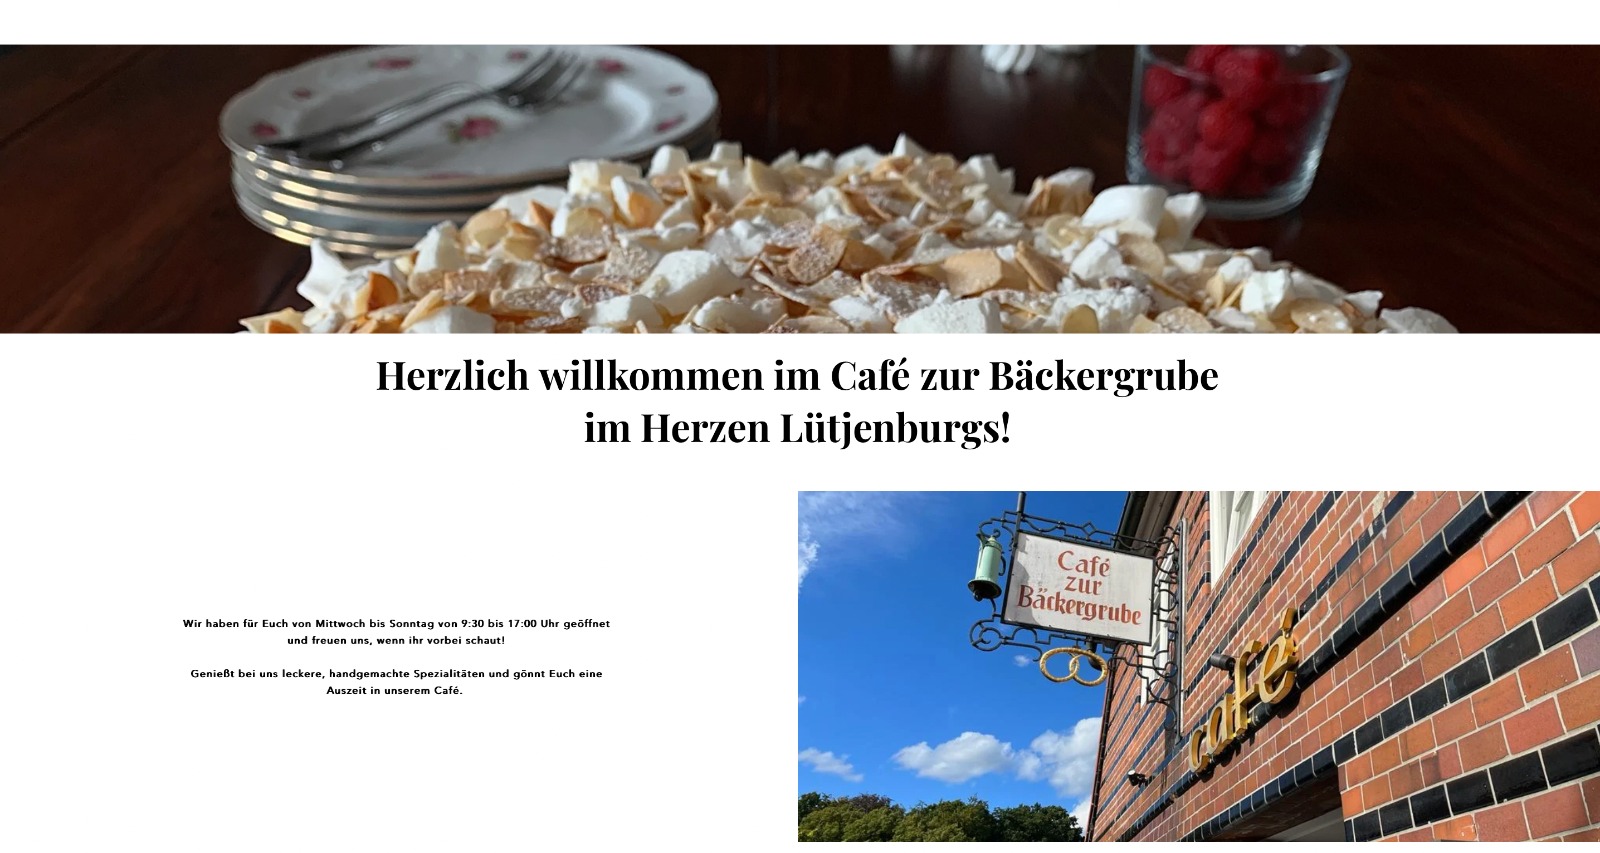 Herzlich willkommen im Café zur Bäckergrube
im Herzen Lütjenburgs!
Wir haben für Euch von Mittwoch bis Sonntag von 9:30 bis 17:00 Uhr geöffnet
und freuen uns, wenn ihr vorbei schaut!
Genießt bei uns leckere, handgemachte Spezialitäten und gönnt Euch eine
Auszeit in unserem Café.
Café
zur
Bäckergrube
café